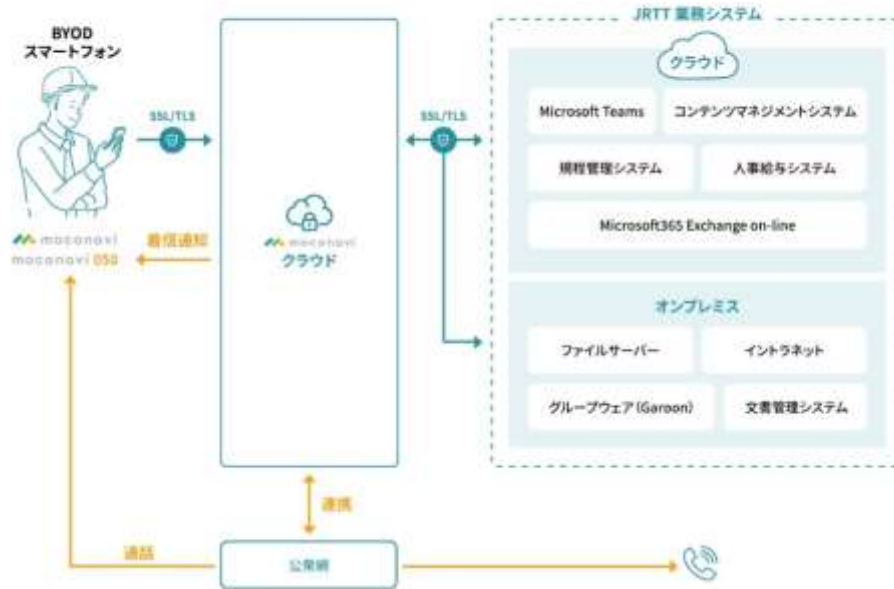 BYOD
スマートフォン
SSL/TLS
moconavi
moconavi 050
着信通知
moconavi
クラウド
SSL/TLS
JRTT 業務システム
クラウド
Microsoft Teams
コンテンツマネジメントシステム
規程管理システム
人事給与システム
Microsoft365 Exchange on-line
オンプレミス
ファイルサーバー
イントラネット
グループウェア(Garoon)
文書管理システム
連携
通話
公衆網